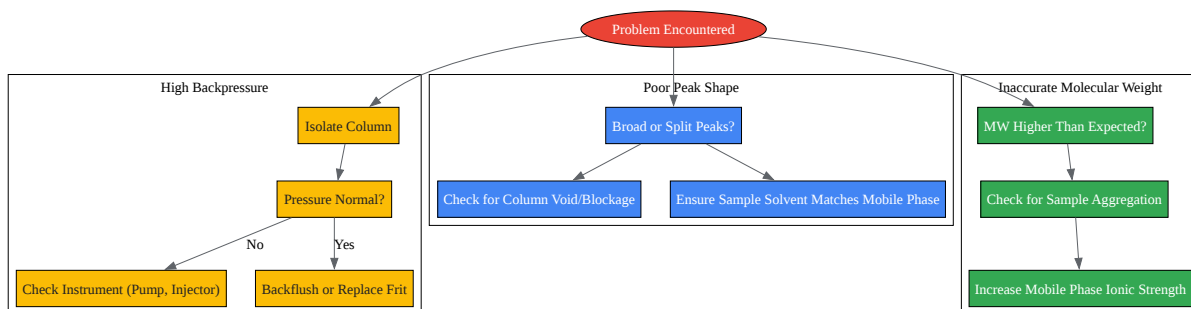 Problem Encountered
High Backpressure
Poor Peak Shape
Inaccurate Molecular Weight
Isolate Column
Broad or Split Peaks?
MW Higher Than Expected?
Pressure Normal?
Check for Column Void/Blockage
Ensure Sample Solvent Matches Mobile Phase
Check for Sample Aggregation
No
Yes
Check Instrument (Pump, Injector)
Backflush or Replace Frit
Increase Mobile Phase Ionic Strength